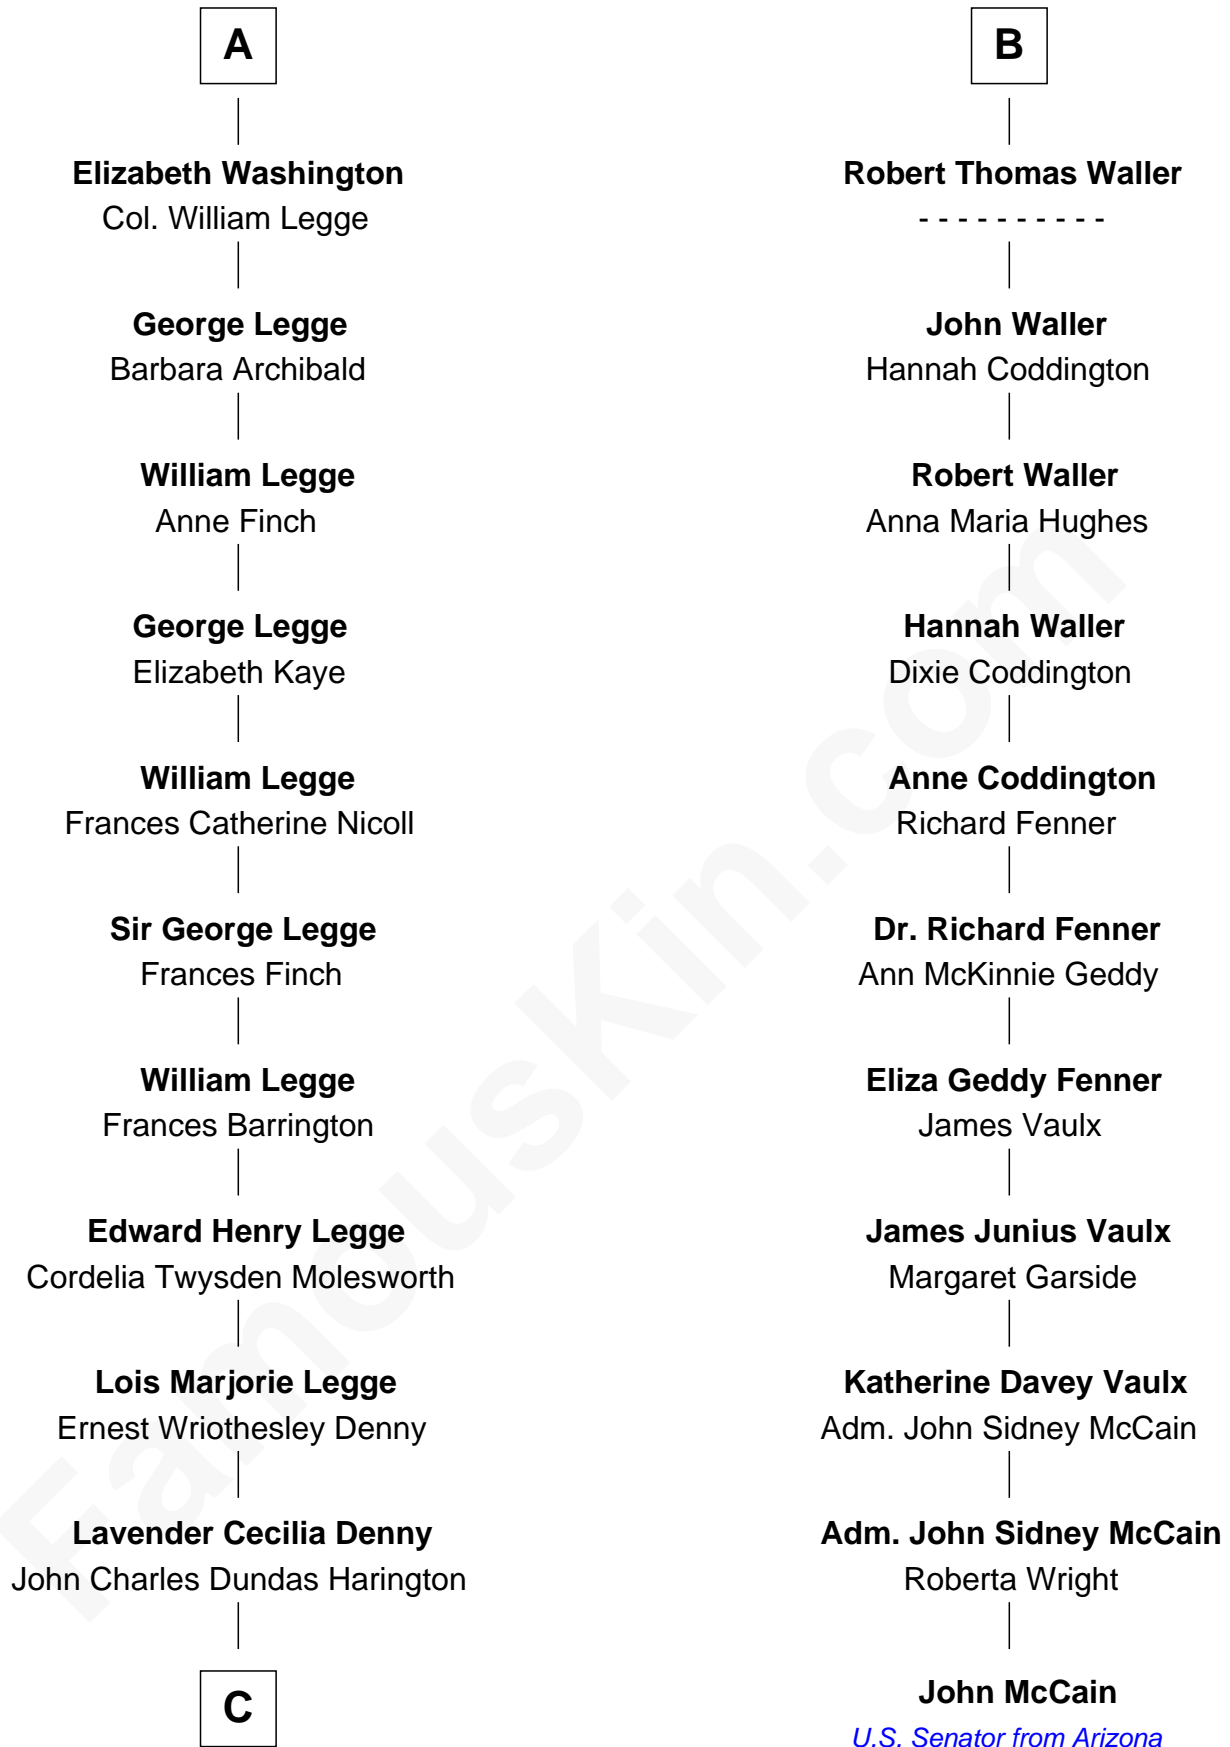 A
Elizabeth Washington
Col. William Legge
George Legge
Barbara Archibald
William Legge
Anne Finch
George Legge
Elizabeth Kaye
William Legge
Frances Catherine Nicoll
Sir George Legge
Frances Finch
William Legge
Frances Barrington
Edward Henry Legge
Cordelia Twysden Molesworth
Lois Marjorie Legge
Ernest Wriothesley Denny
Lavender Cecilia Denny
John Charles Dundas Harington
C
B
Robert Thomas Waller
- - - - - - - - - -
John Waller
Hannah Coddington
Robert Waller
Anna Maria Hughes
Hannah Waller
Dixie Coddington
Anne Coddington
Richard Fenner
Dr. Richard Fenner
Ann McKinnie Geddy
Eliza Geddy Fenner
James Vaulx
James Junius Vaulx
Margaret Garside
Katherine Davey Vaulx
Adm. John Sidney McCain
Adm. John Sidney McCain
Roberta Wright
John McCain
U.S. Senator from Arizona
FamousKin.com